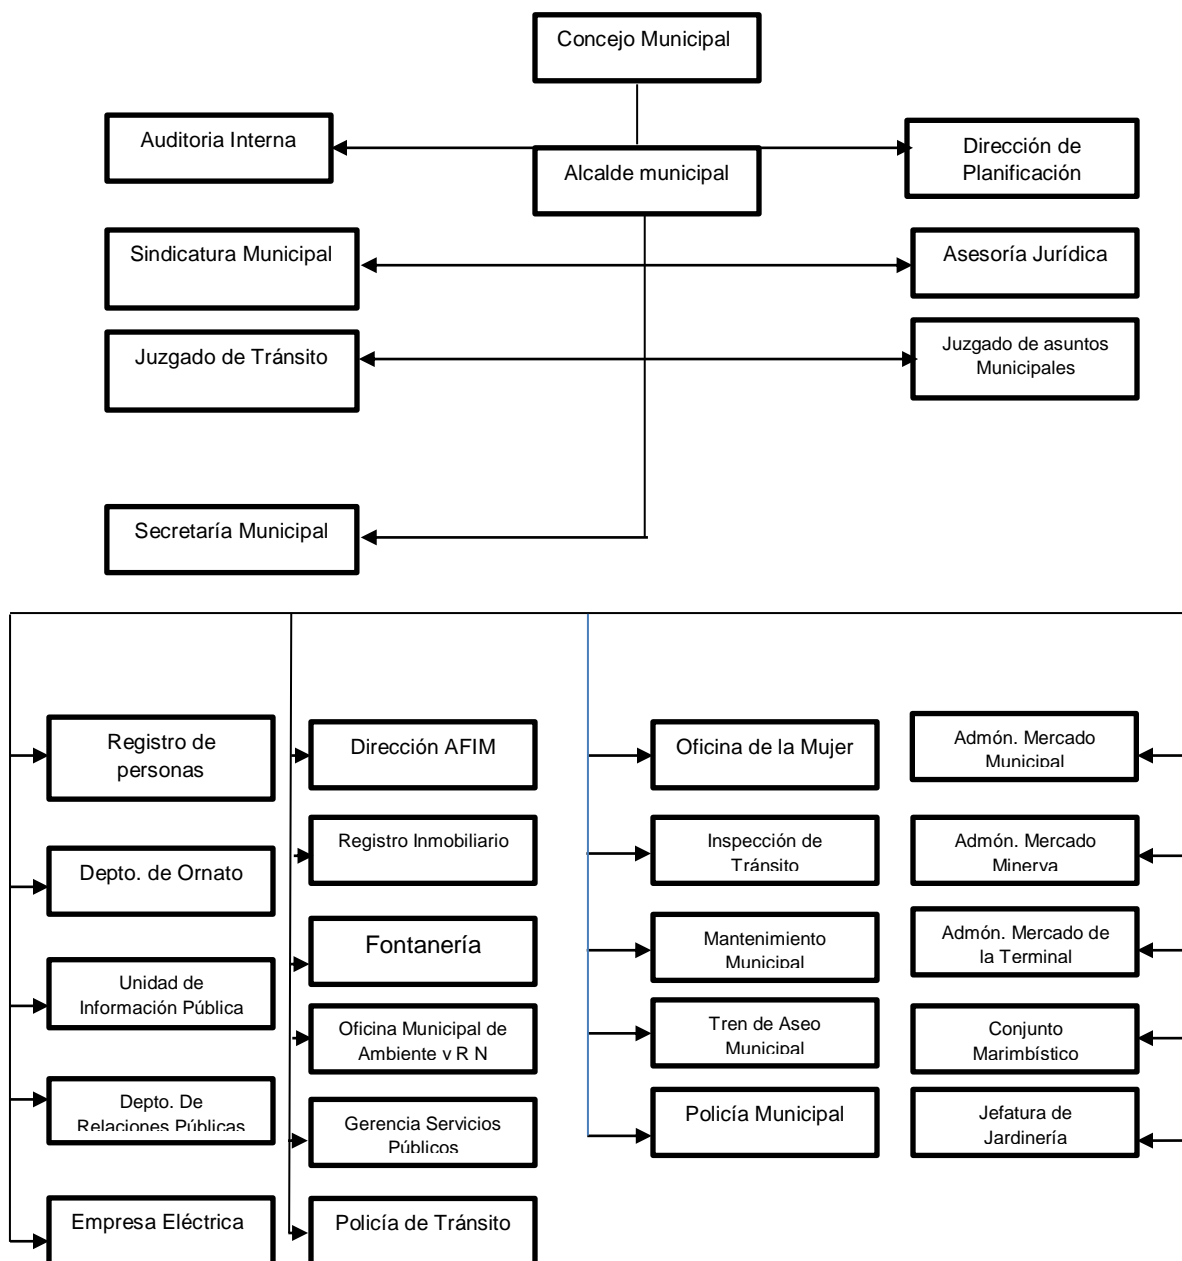 Concejo Municipal
Auditoria Interna
Alcalde municipal
Dirección de
Planificación
Sindicatura Municipal
Asesoría Jurídica
Juzgado de Tránsito
Juzgado de asuntos
Municipales
Secretaría Municipal
Registro de
personas
Dirección AFIM
Oficina de la Mujer
Admón. Mercado
Municipal
Depto. de Ornato
Registro Inmobiliario
Inspección de
Tránsito
Admón. Mercado
Minerva
Unidad de
Información Pública
Fontanería
Mantenimiento
Municipal
Admón. Mercado de
la Terminal
Depto. De
Relaciones Públicas
Oficina Municipal de
Ambiente y R N
Tren de Aseo
Municipal
Conjunto
Marimbístico
Empresa Eléctrica
Gerencia Servicios
Públicos
Policía Municipal
Jefatura de
Jardinería
Policía de Tránsito